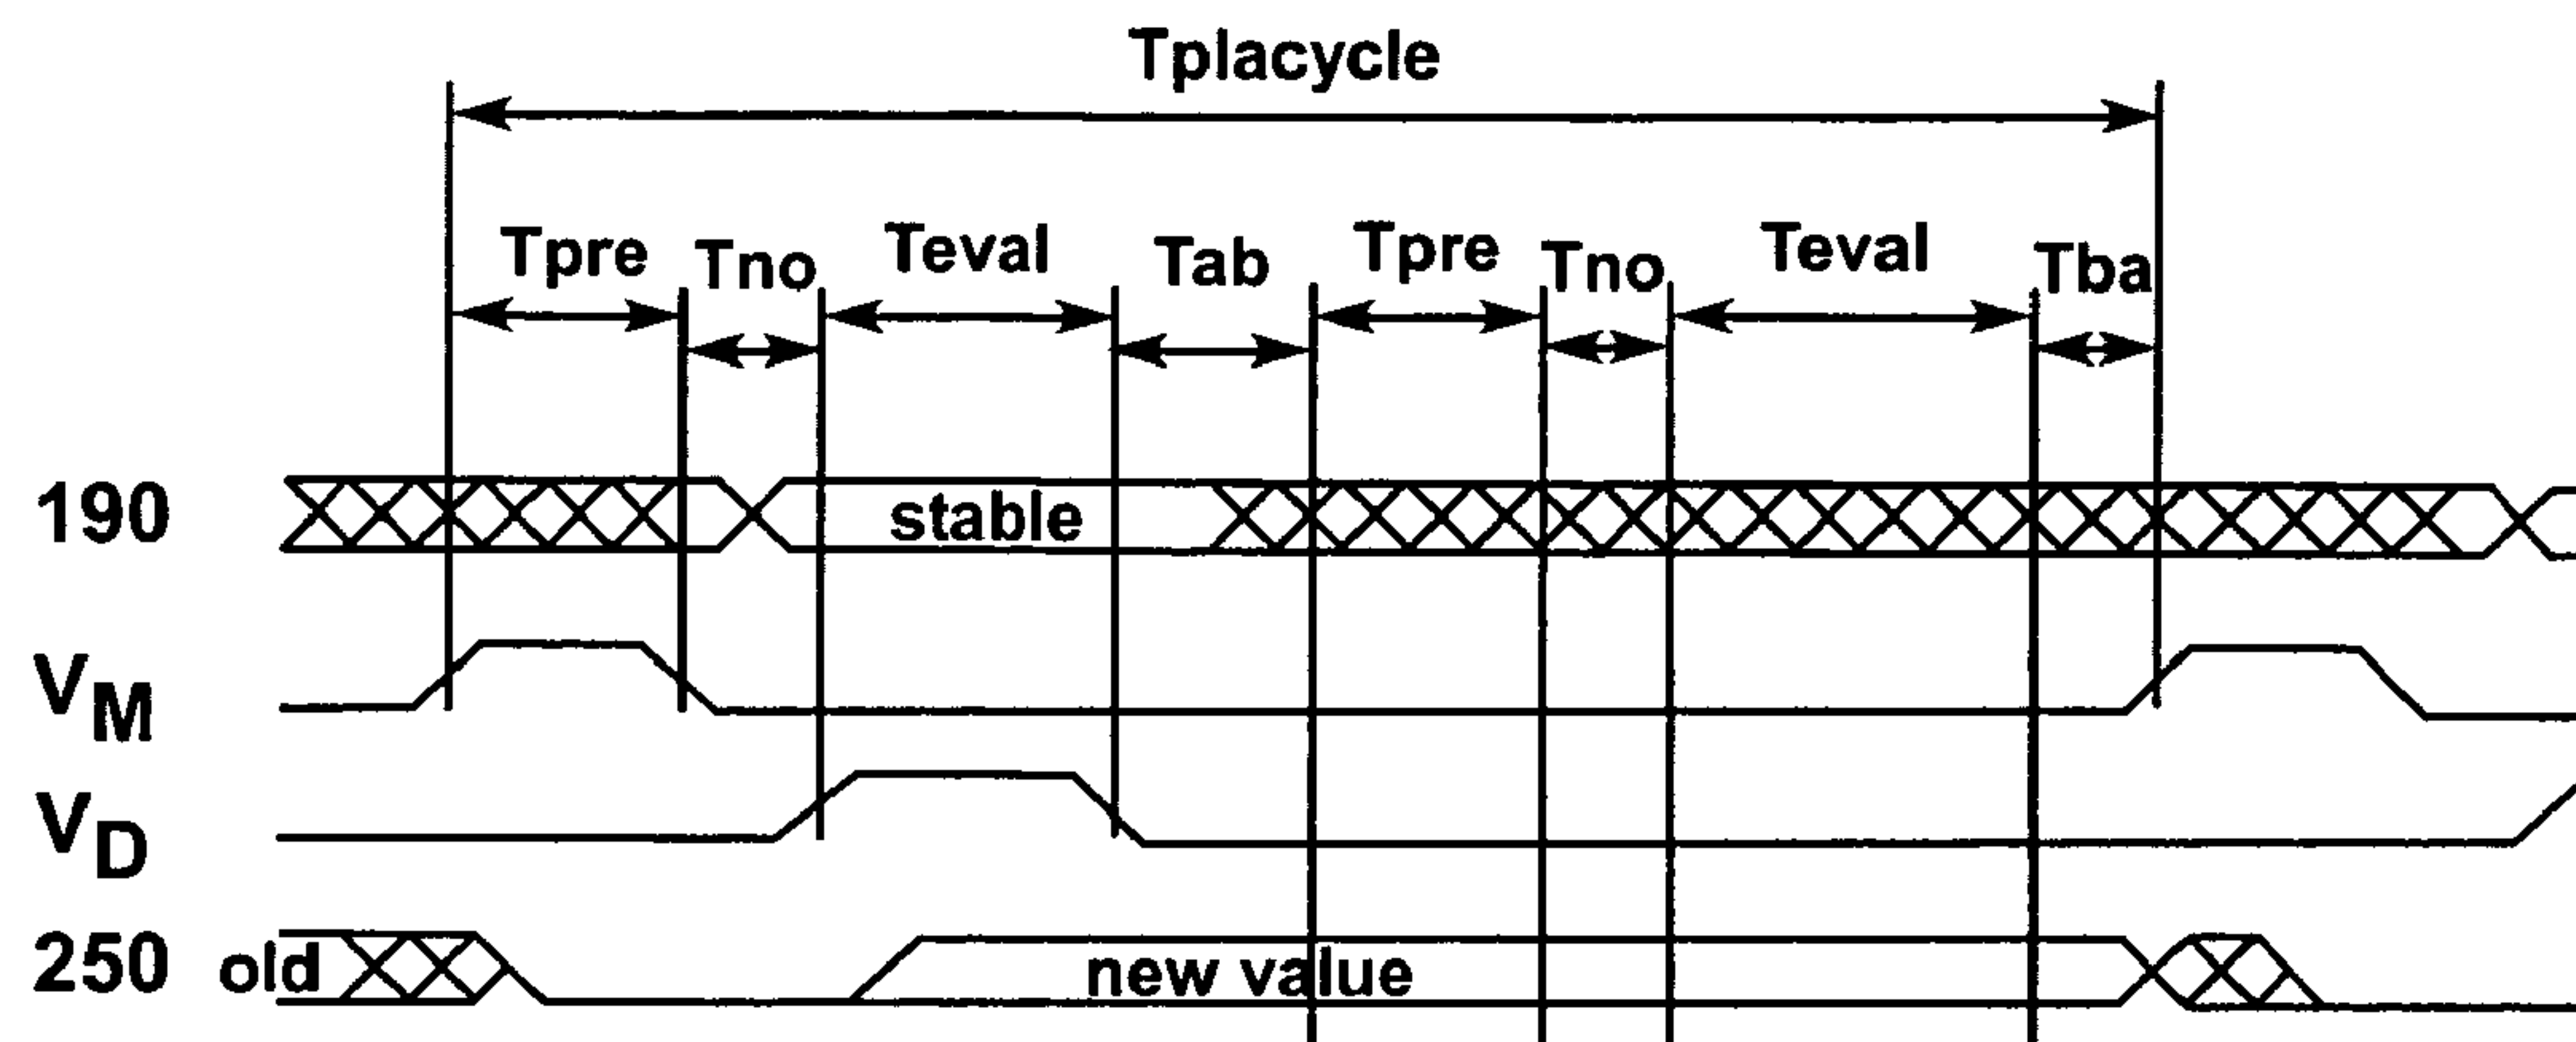 Tplacycle
Tpre Tno Teval Tab Tpre Tno Teval Tba
190 stable
VM
VD
250 old new value